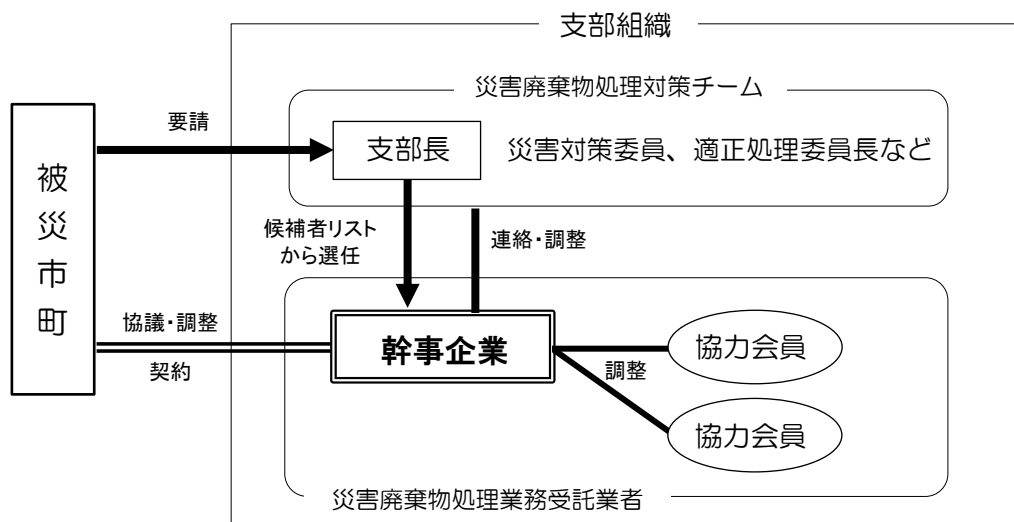 支部組織
災害廃棄物処理対策チーム
要請
支部長
災害対策委員、適正処理委員長など
被災市町
候補者リスト
から選任
連絡・調整
協議・調整
契約
幹事企業
調整
協力会員
協力会員
災害廃棄物処理業務受託業者